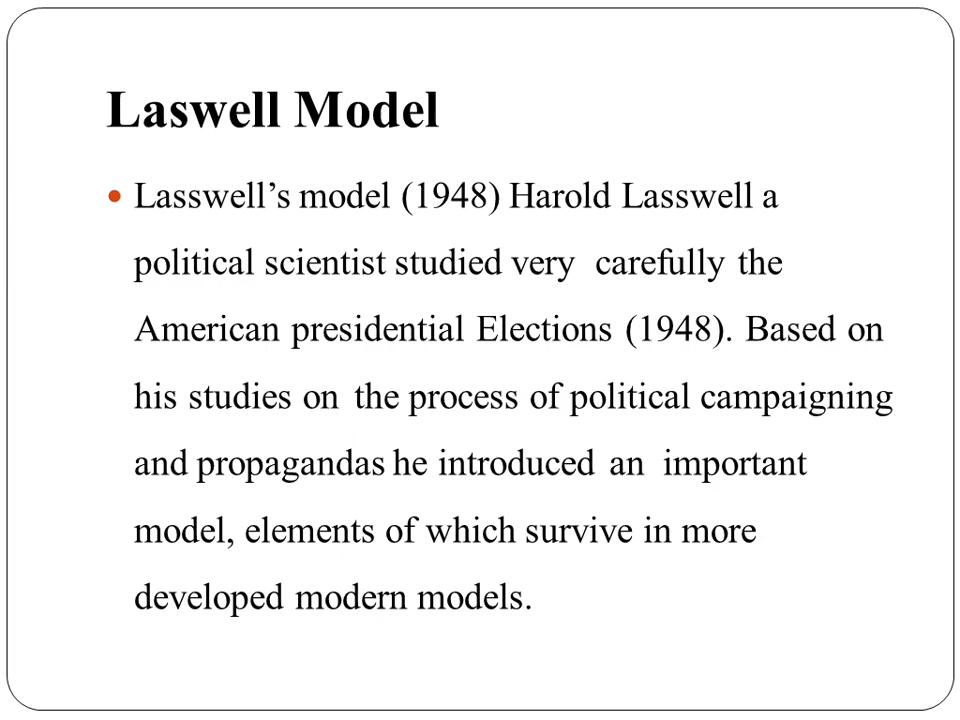 Laswell Model
Lasswell’s model (1948) Harold Lasswell a
political scientist studied very carefully the
American presidential Elections (1948). Based on
his studies on the process of political campaigning
and propagandas he introduced an important
model, elements of which survive in more
developed modern models.